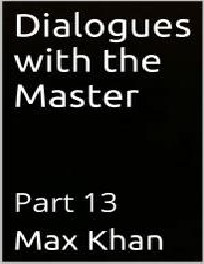 Dialogues
with the
Master
Part 13
Max Khan